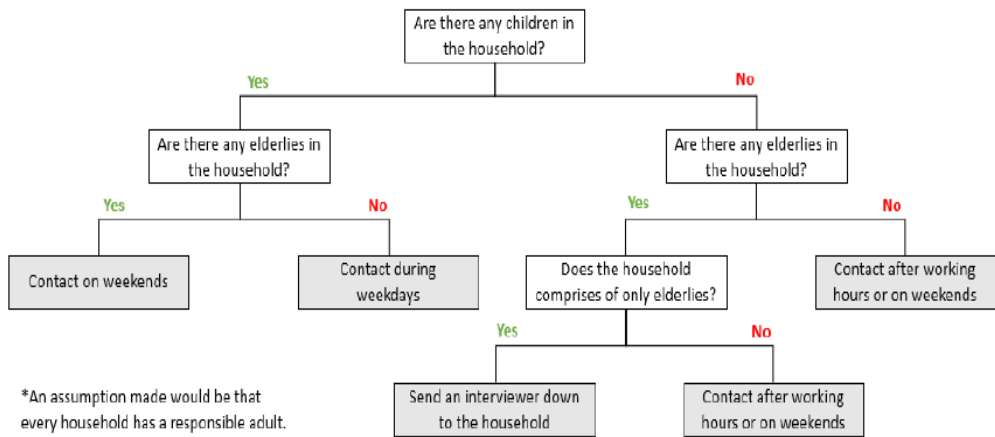 Are there any children in
the household?
Yes
No
Are there any elderlies in
the household?
Are there any elderlies in
the household?
Yes
No
Yes
No
Contact on weekends
Contact during
weekdays
Does the household
comprises of only elderlies?
Contact after working
hours or on weekends
Yes
No
*An assumption made would be that
every household has a responsible adult.
Send an interviewer down
to the household
Contact after working
hours or on weekends